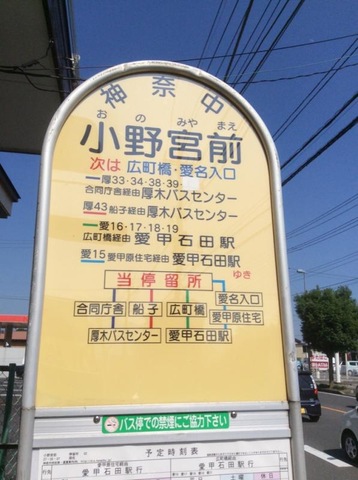 神奈中
おのみやまえ
小野宮前
次は 広町橋・愛名入口
厚33・34・38・39
合同庁舎経由 厚木バスセンター
厚43 船子経由 厚木バスセンター
愛16・17・18・19
広町橋経由 愛甲石田駅
愛15 愛甲原住宅経由 愛甲石田駅
ゆき
当停留所
愛名入口
合同庁舎 船子 広町橋 愛甲原住宅
厚木バスセンター 愛甲石田駅
バス停での禁煙にご協力下さい
予定時刻表
愛甲石田駅行 愛甲石田駅行
土曜 休日